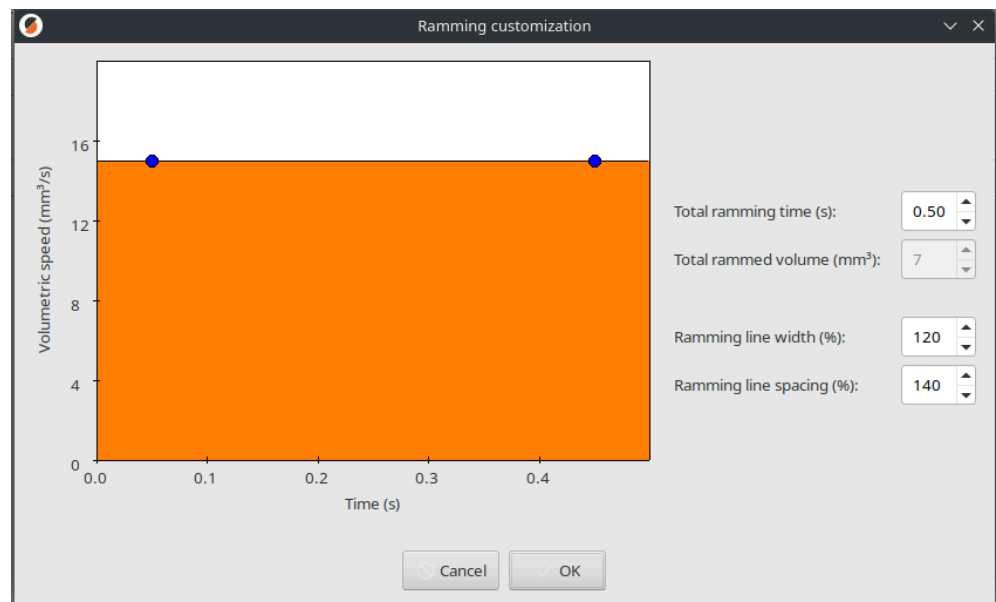 Ramming customization
Volumetric speed (mm³/s)
16
12
8
4
0
0.0 0.1 0.2 0.3 0.4
Time (s)
Total ramming time (s): 0.50
Total rammed volume (mm³): 7
Ramming line width (%): 120
Ramming line spacing (%): 140
Cancel OK